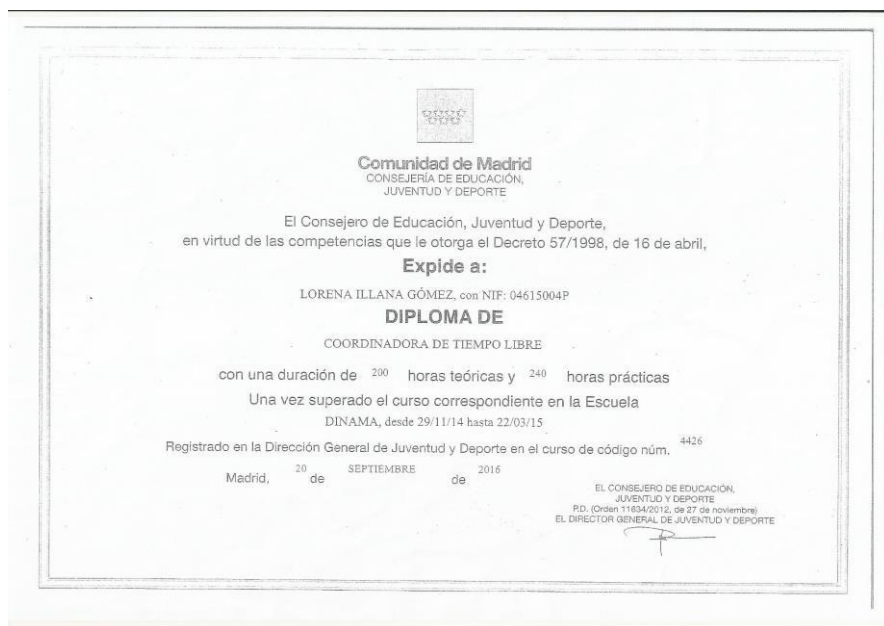 Comunidad de Madrid
CONSEJERÍA DE EDUCACIÓN,
JUVENTUD Y DEPORTE
El Consejero de Educación, Juventud y Deporte,
en virtud de las competencias que le otorga el Decreto 57/1998, de 16 de abril,
Expide a:
LORENA ILLANA GÓMEZ, con NIF: 04615004P
DIPLOMA DE
COORDINADORA DE TIEMPO LIBRE
con una duración de 200 horas teóricas y 240 horas prácticas
Una vez superado el curso correspondiente en la Escuela
DINAMA, desde 29/11/14 hasta 22/03/15
Registrado en la Dirección General de Juventud y Deporte en el curso de código núm. 4426
Madrid, 20 de SEPTIEMBRE de 2016
EL CONSEJERO DE EDUCACIÓN,
JUVENTUD Y DEPORTE
P.D. (Orden 11634/2012, de 27 de noviembre)
EL DIRECTOR GENERAL DE JUVENTUD Y DEPORTE